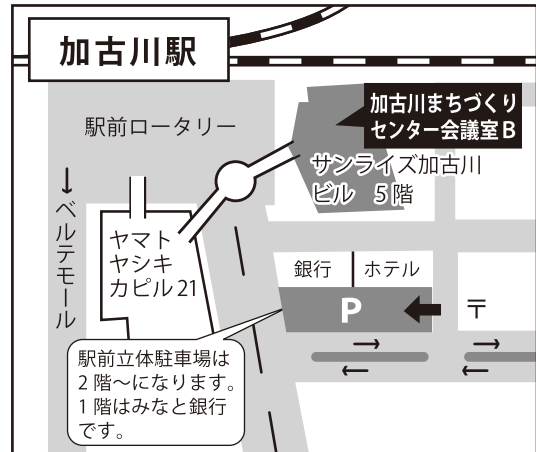 加古川駅
加古川まちづくり
センター会議室B
駅前ロータリー
サンライズ加古川
ビル 5階
↓ベルテモール
ヤマト
ヤシキ
カピル21
銀行
ホテル
P
〒
駅前立体駐車場は
2階～になります。
1階はみなと銀行
です。